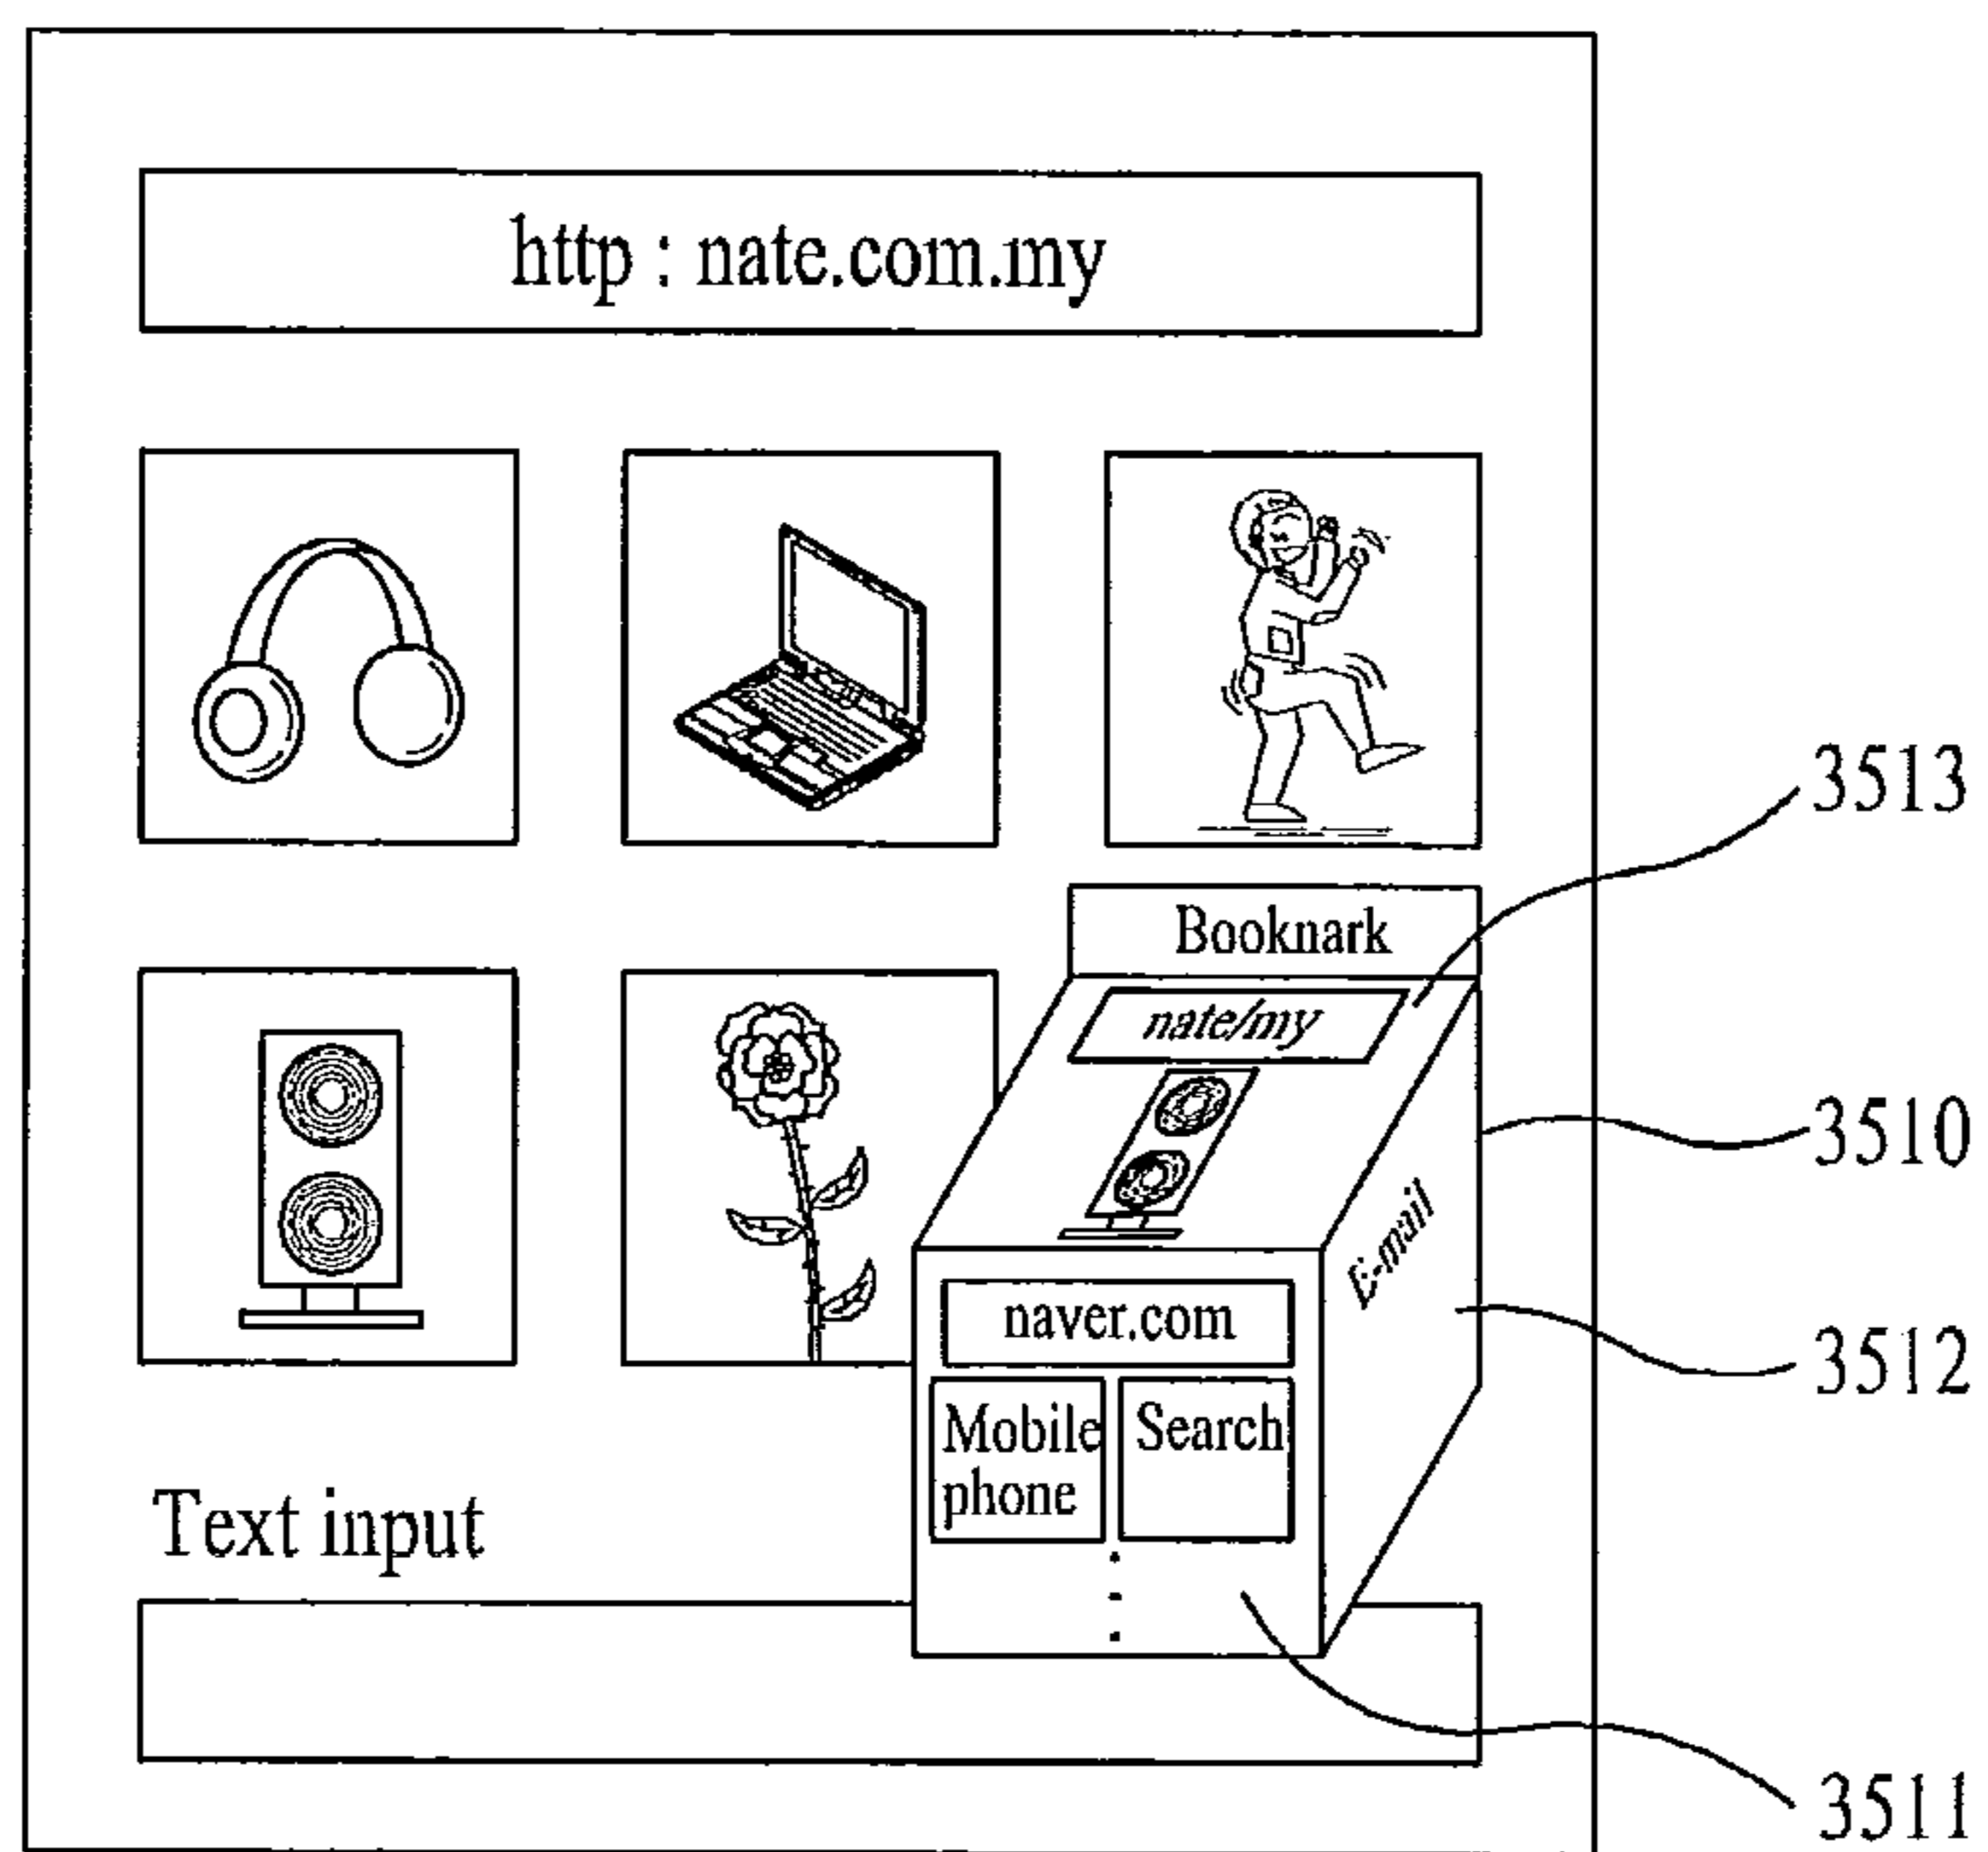 http : nate.com.my
3513
Booknark
nate/my
3510
E-mail
naver.com
3512
Mobile
phone
Search
Text input
3511